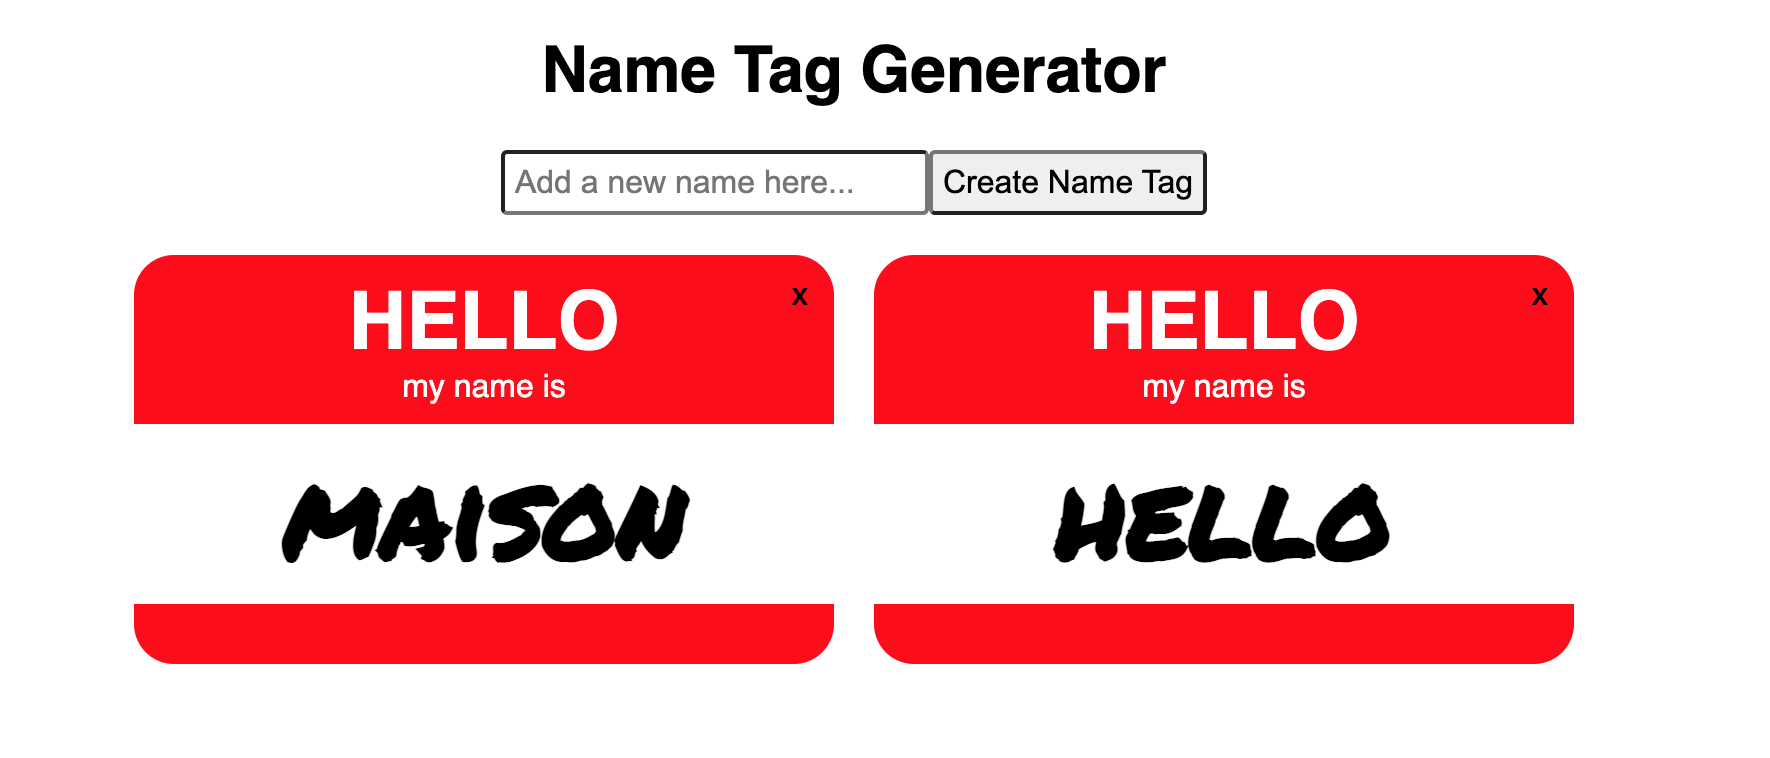 Name Tag Generator
Add a new name here... Create Name Tag
HELLO x
my name is
MAISON
HELLO x
my name is
HELLO